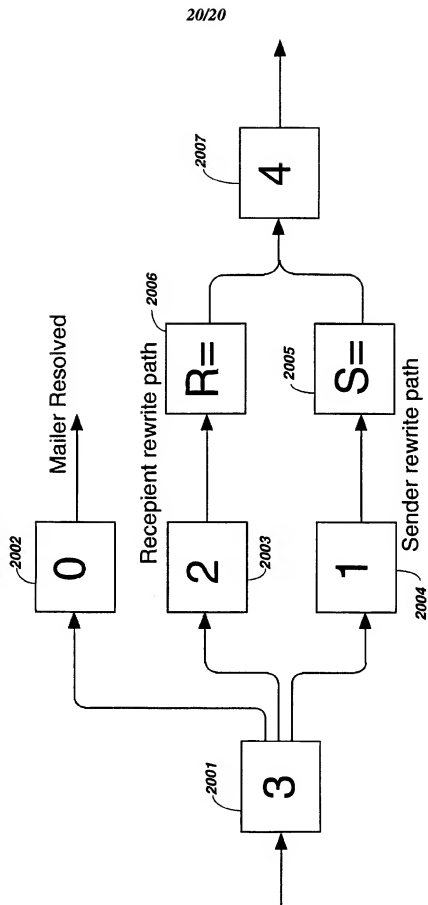 20/20
2001
3
2002
0
Mailer Resolved
Recepient rewrite path
2
2003
R=
2006
1
2004
S=
2005
Sender rewrite path
4
2007